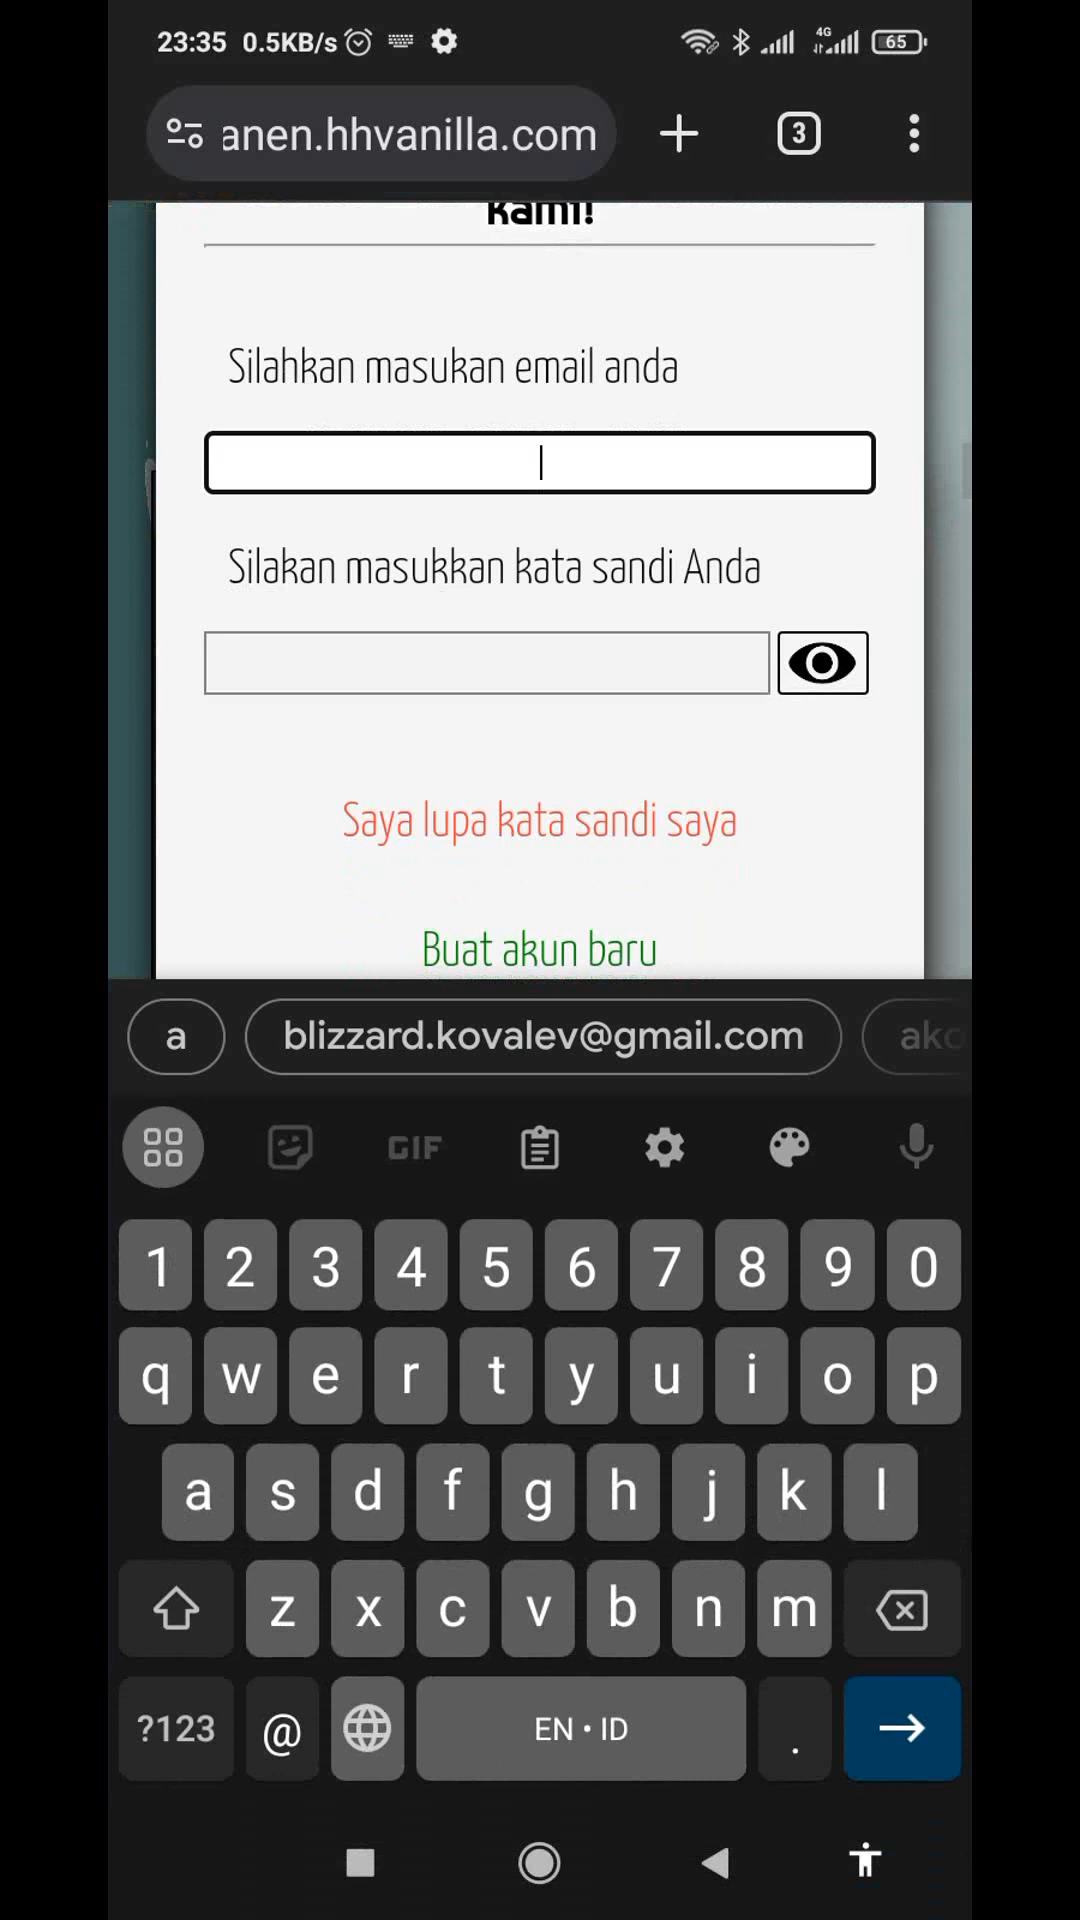 23:35 0.5KB/s 4G 65
anen.hhvanilla.com 3
kami!
Silahkan masukan email anda
Silakan masukkan kata sandi Anda
Saya lupa kata sandi saya
Buat akun baru
a blizzard.kovalev@gmail.com ako
GIF
1 2 3 4 5 6 7 8 9 0
q w e r t y u i o p
a s d f g h j k l
z x c v b n m
?123 @ EN • ID .